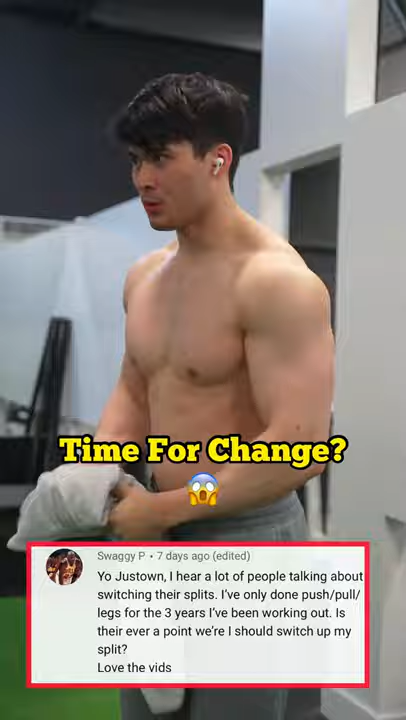 Time For Change?
Swaggy P • 7 days ago (edited)
Yo Justown, I hear a lot of people talking about
switching their splits. I've only done push/pull/
legs for the 3 years I've been working out. Is
their ever a point we're I should switch up my
split?
Love the vids